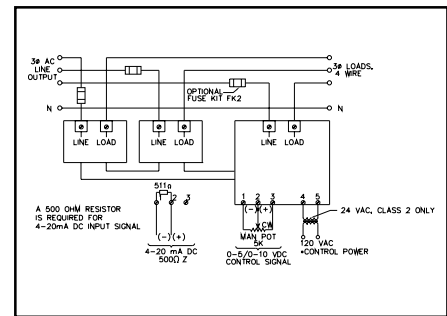 3ø AC
LINE
OUTPUT
3ø LOADS,
4 WIRE
OPTIONAL
FUSE KIT FK2
N
N
LINE LOAD
LINE LOAD
LINE LOAD
511Ω
1 2 3
1 2 3 4 5
(-) (+)
A 500 OHM RESISTOR
IS REQUIRED FOR
4-20mA DC INPUT SIGNAL
24 VAC, CLASS 2 ONLY
CW
MAN POT
5K
(-) (+)
4-20 mA DC
500Ω Z
0-5/0-10 VDC
CONTROL SIGNAL
120 VAC
*CONTROL POWER